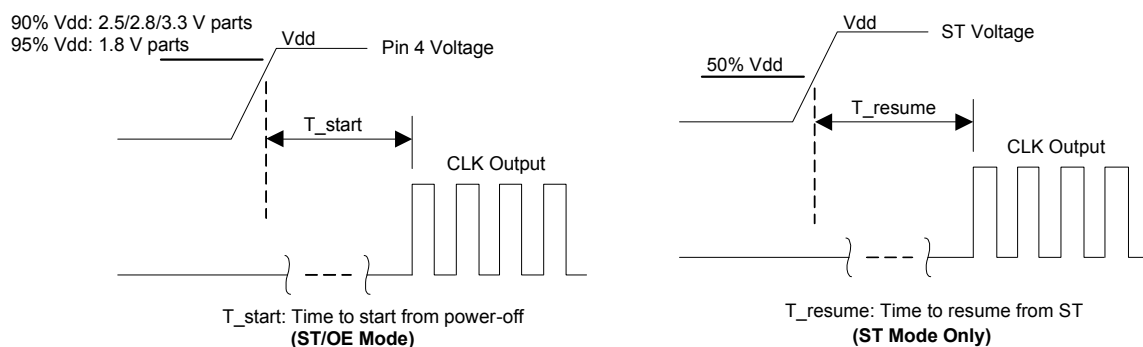 90% Vdd: 2.5/2.8/3.3 V parts
95% Vdd: 1.8 V parts
Vdd
Pin 4 Voltage
T_start
CLK Output
T_start: Time to start from power-off
(ST/OE Mode)
Vdd
ST Voltage
50% Vdd
T_resume
CLK Output
T_resume: Time to resume from ST
(ST Mode Only)